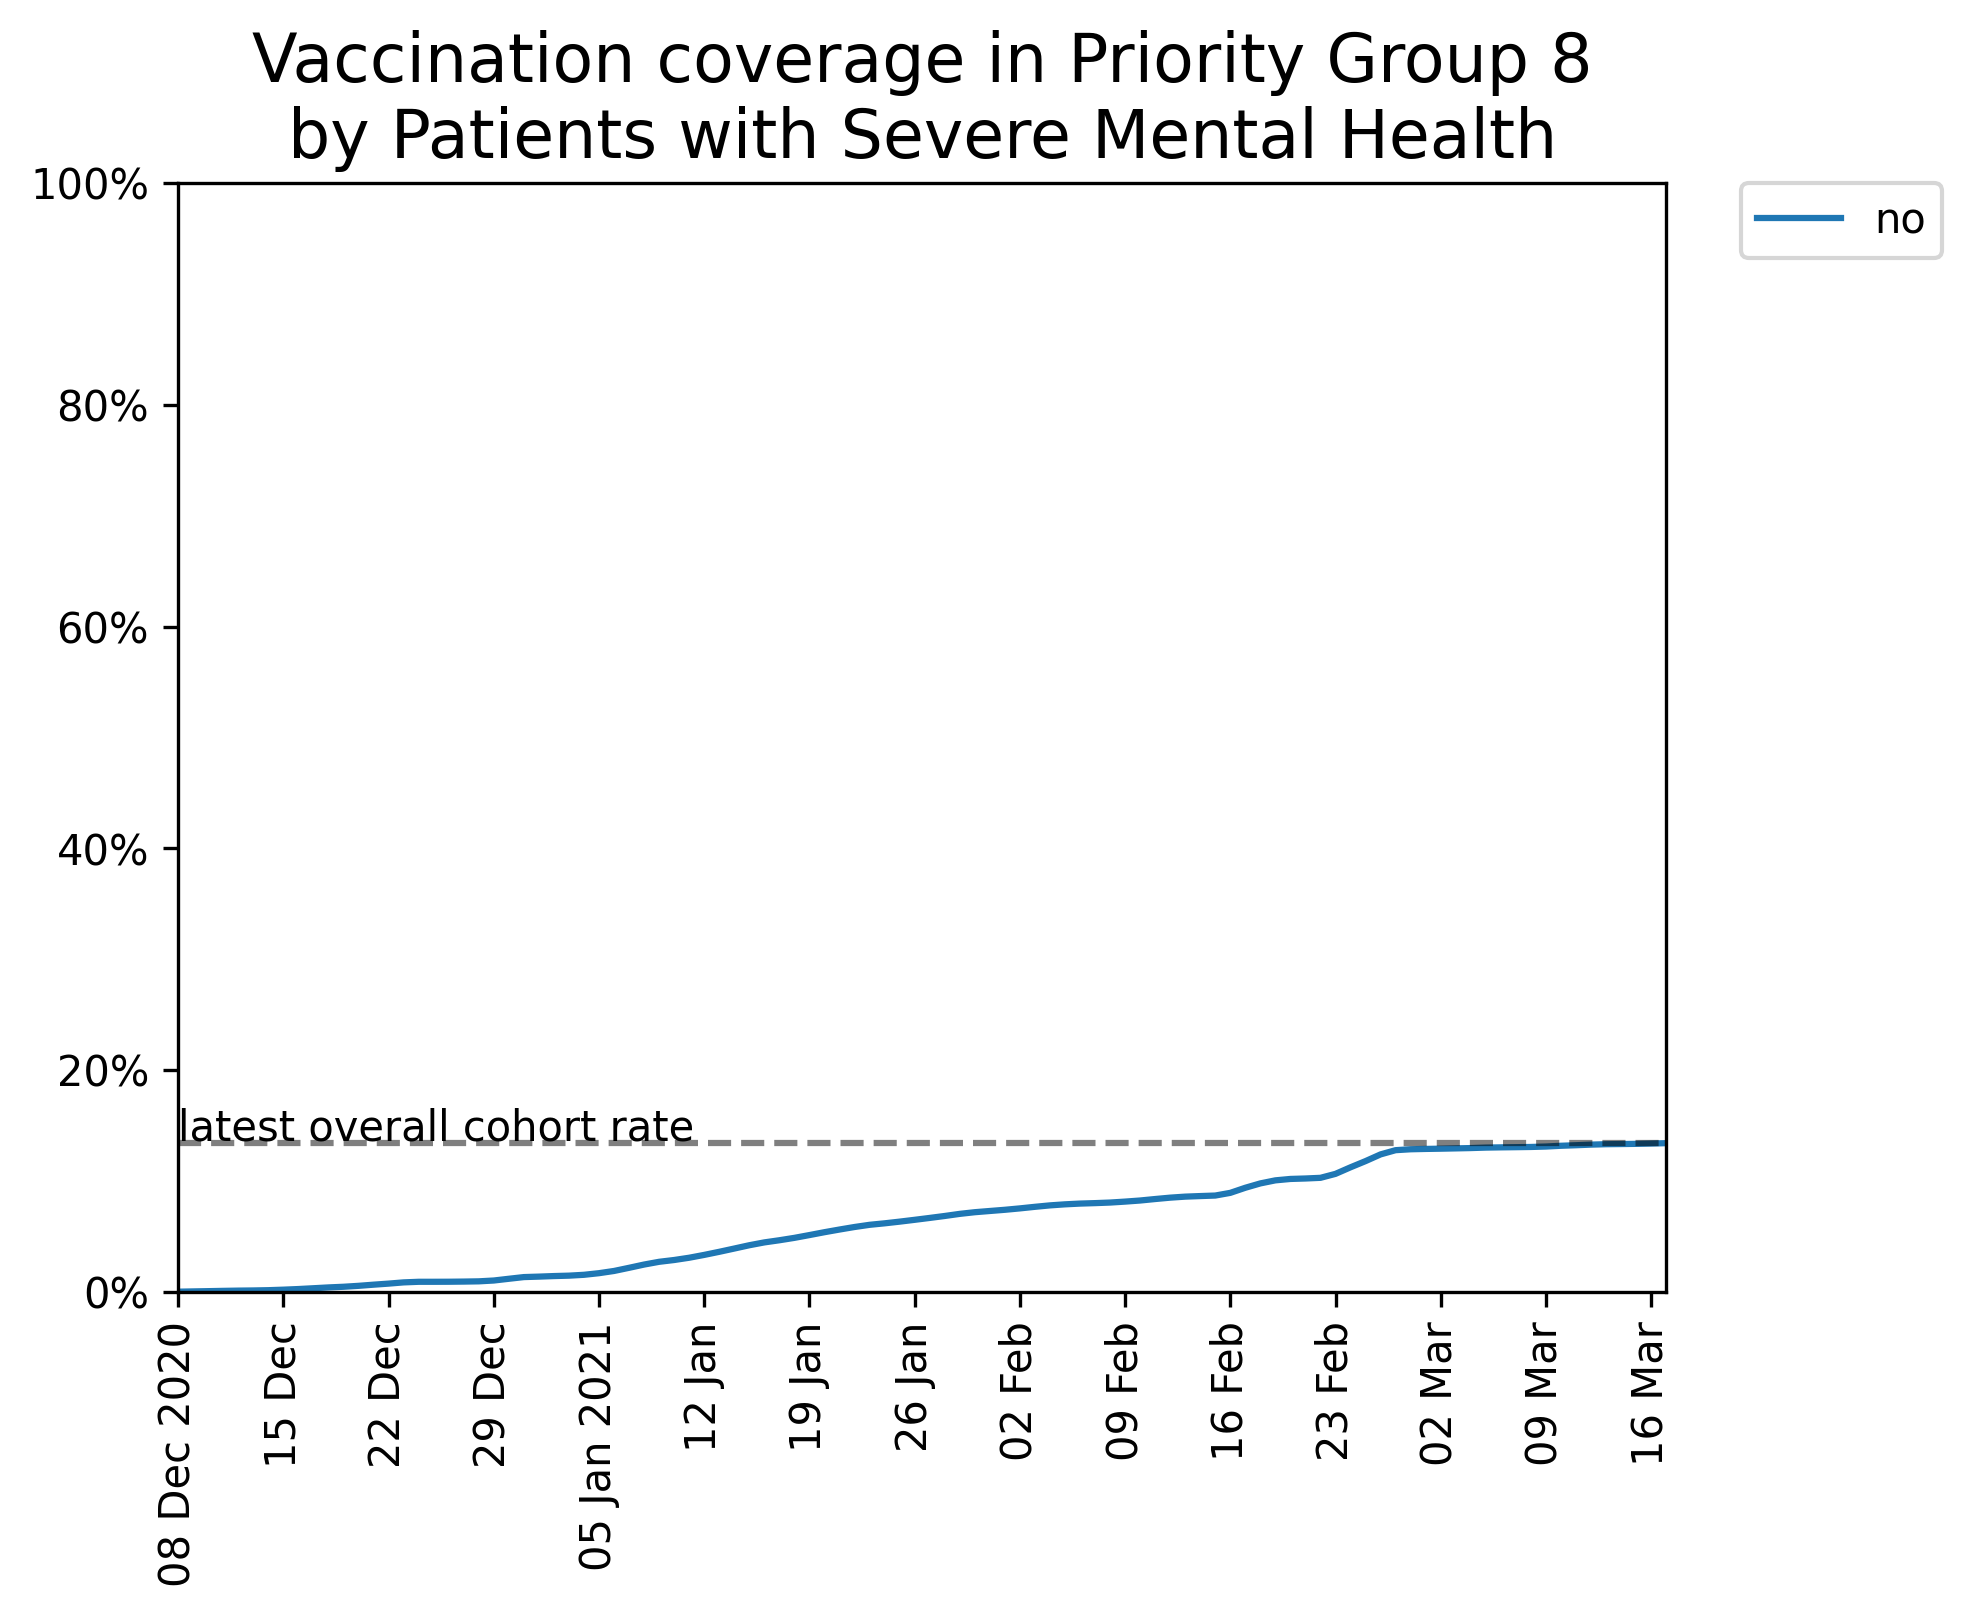 Vaccination coverage in Priority Group 8
by Patients with Severe Mental Health
100%
80%
60%
40%
20%
0%
latest overall cohort rate
no
08 Dec 2020
15 Dec
22 Dec
29 Dec
05 Jan 2021
12 Jan
19 Jan
26 Jan
02 Feb
09 Feb
16 Feb
23 Feb
02 Mar
09 Mar
16 Mar